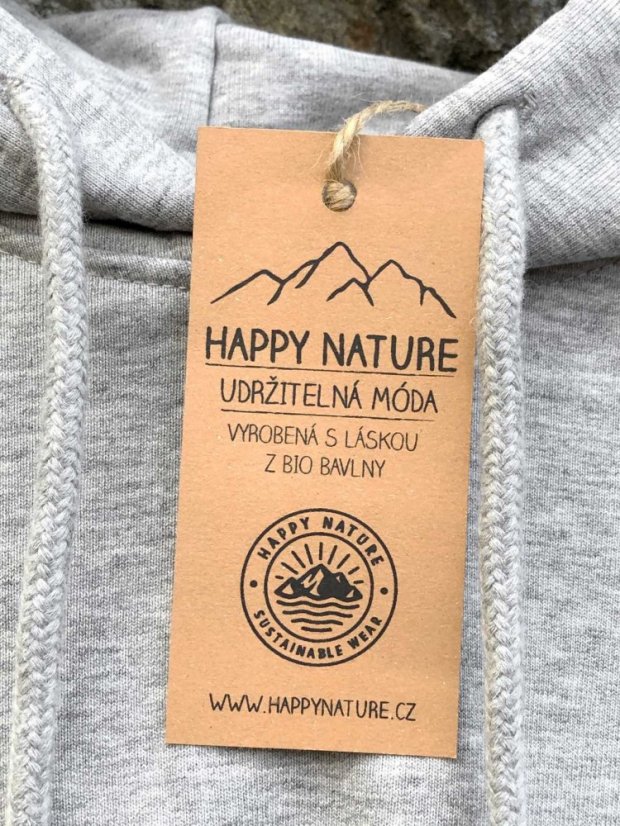 HAPPY NATURE
UDRŽITELNÁ MÓDA
VYROBENÁ S LÁSKOU
Z BIO BAVLNY
HAPPY NATURE
SUSTAINABLE WEAR
WWW.HAPPYNATURE.CZ